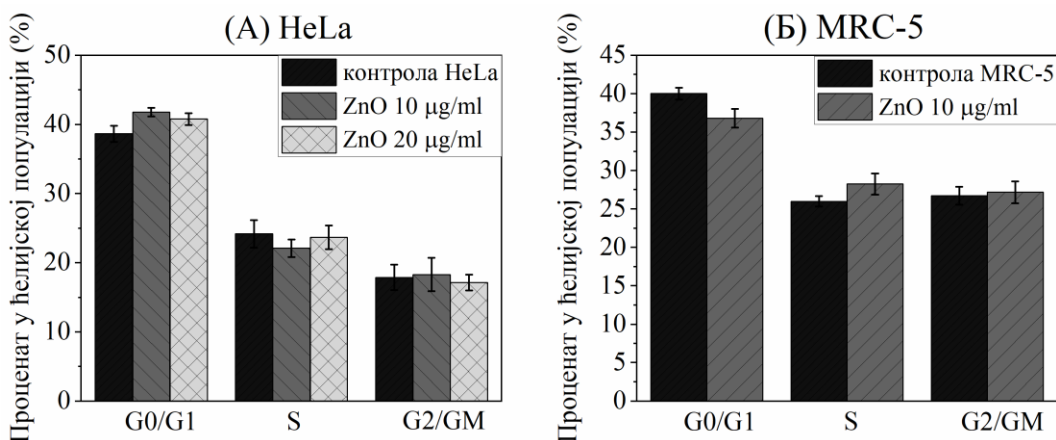 (А) HeLa
Проценат у ћелијској популацији (%)
50
40
30
20
10
0
контрола HeLa
ZnO 10 µg/ml
ZnO 20 µg/ml
G0/G1 S G2/GM
(Б) MRC-5
Проценат у ћелијској популацији (%)
45
40
35
30
25
20
15
10
5
0
контрола MRC-5
ZnO 10 µg/ml
G0/G1 S G2/GM